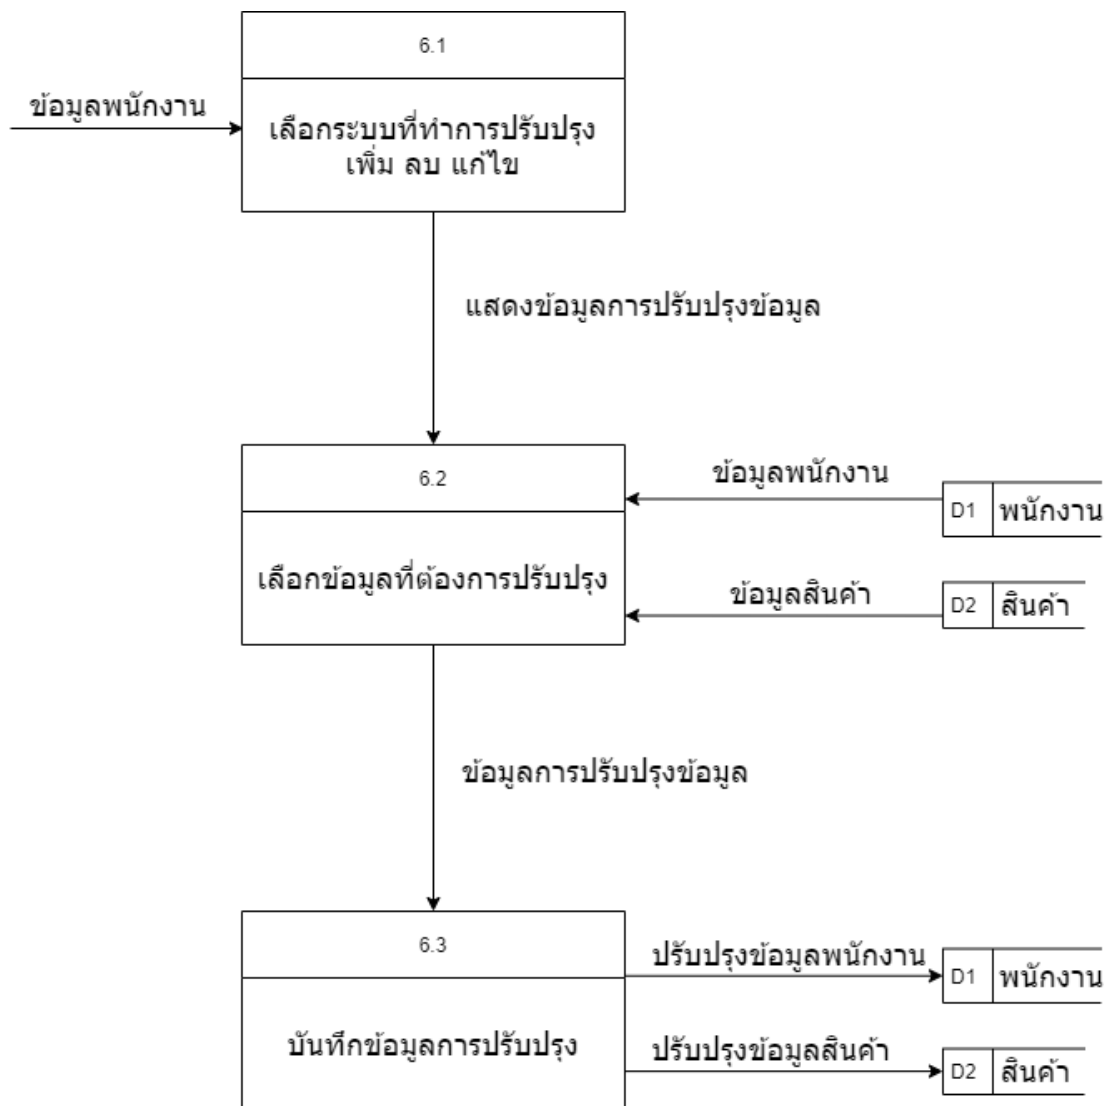 6.1
ข้อมูลพนักงาน
เลือกระบบที่ทำการปรับปรุง
เพิ่ม ลบ แก้ไข
แสดงข้อมูลการปรับปรุงข้อมูล
6.2
ข้อมูลพนักงาน
D1 พนักงาน
เลือกข้อมูลที่ต้องการปรับปรุง
ข้อมูลสินค้า
D2 สินค้า
ข้อมูลการปรับปรุงข้อมูล
6.3
ปรับปรุงข้อมูลพนักงาน
D1 พนักงาน
บันทึกข้อมูลการปรับปรุง
ปรับปรุงข้อมูลสินค้า
D2 สินค้า